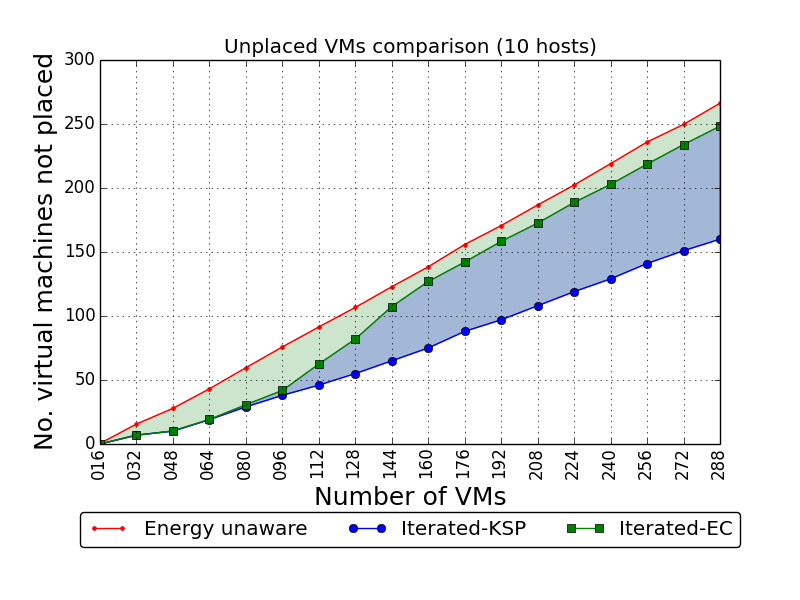 Unplaced VMs comparison (10 hosts)
No. virtual machines not placed
300
250
200
150
100
50
0
016 032 048 064 080 096 112 128 144 160 176 192 208 224 240 256 272 288
Number of VMs
Energy unaware Iterated-KSP Iterated-EC